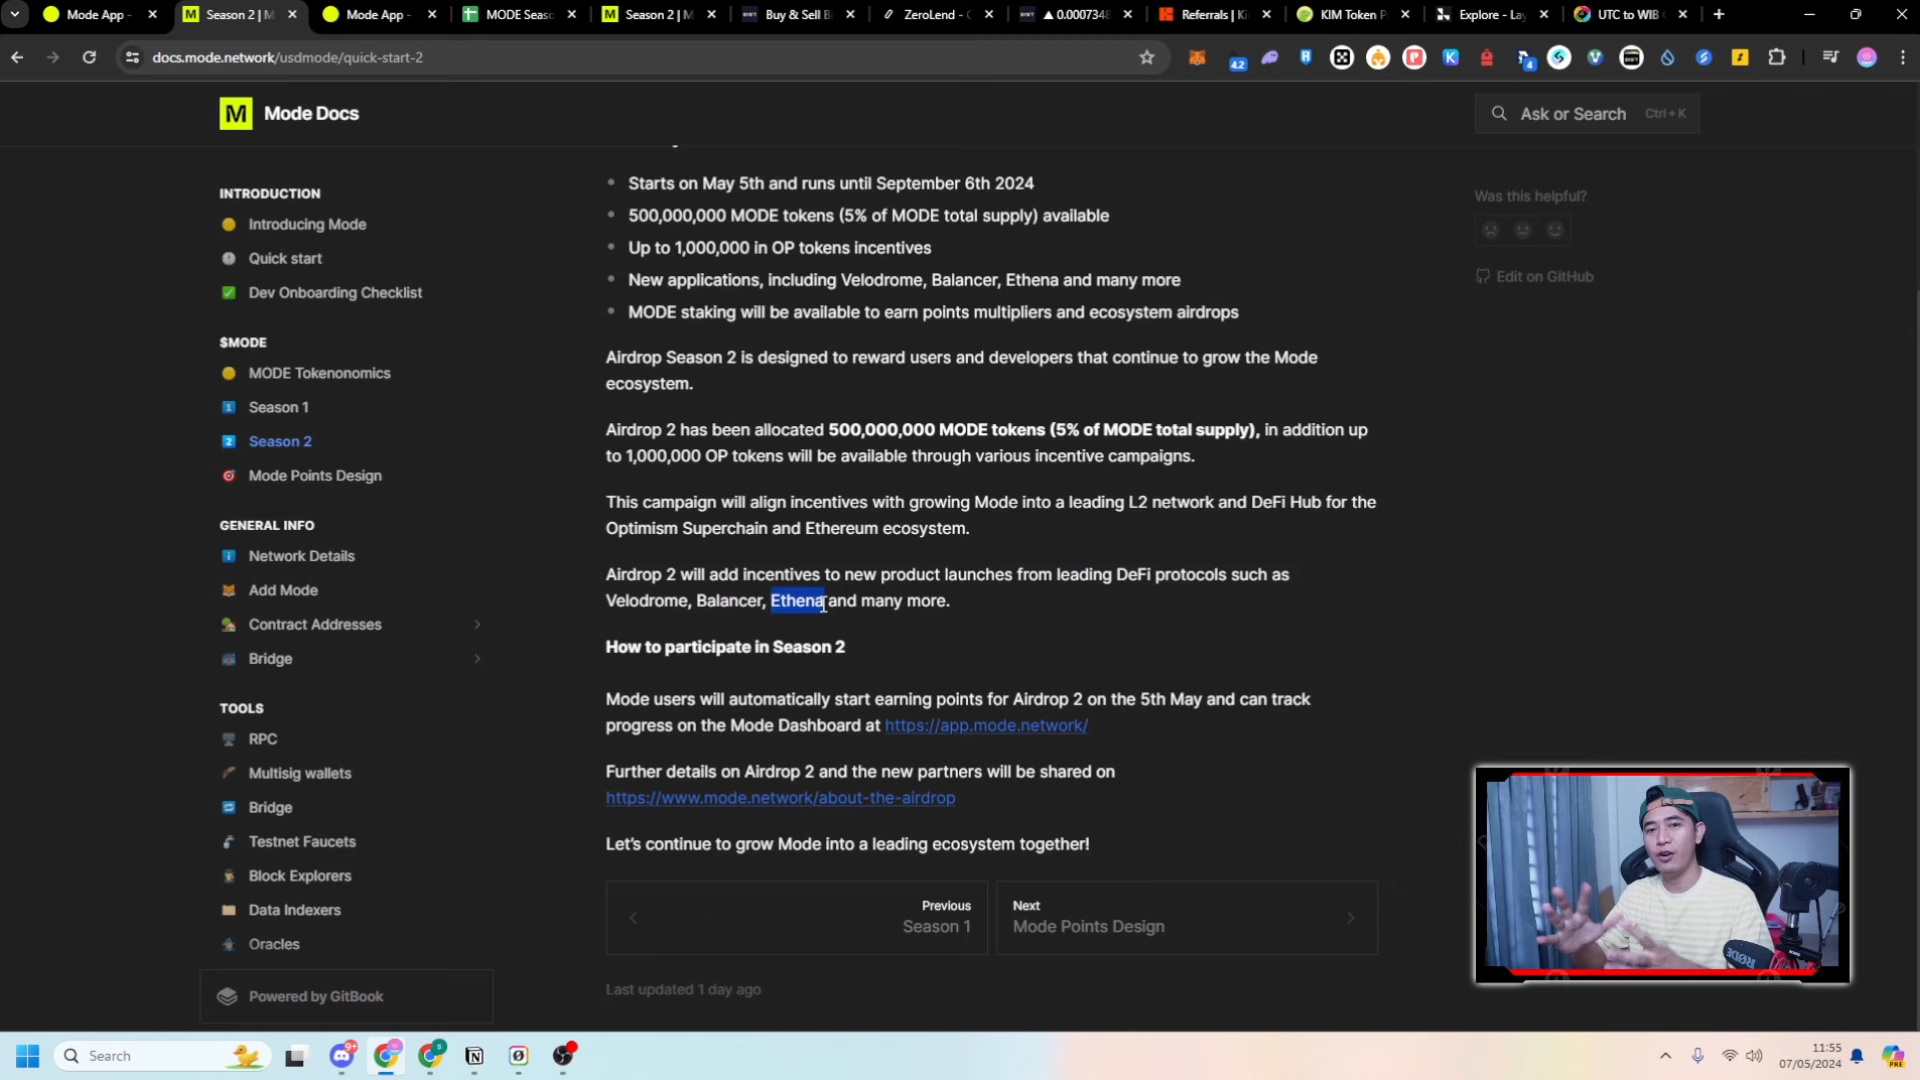 Mode App -
Season 2 | M
Mode App -
MODE Seaso
Season 2 | M
Buy & Sell B
ZeroLend - C
▲0.0007348
Referrals | Ki
KIM Token P
Explore - Lay
UTC to WIB
docs.mode.network/usdmode/quick-start-2
4.2
4
M Mode Docs
Ask or Search Ctrl + K
INTRODUCTION
Introducing Mode
Quick start
Dev Onboarding Checklist
$MODE
MODE Tokenonomics
1 Season 1
2 Season 2
Mode Points Design
GENERAL INFO
Network Details
Add Mode
Contract Addresses
Bridge
TOOLS
RPC
Multisig wallets
Bridge
Testnet Faucets
Block Explorers
Data Indexers
Oracles
Powered by GitBook
Starts on May 5th and runs until September 6th 2024
500,000,000 MODE tokens (5% of MODE total supply) available
Up to 1,000,000 in OP tokens incentives
New applications, including Velodrome, Balancer, Ethena and many more
MODE staking will be available to earn points multipliers and ecosystem airdrops
Airdrop Season 2 is designed to reward users and developers that continue to grow the Mode
ecosystem.
Airdrop 2 has been allocated 500,000,000 MODE tokens (5% of MODE total supply), in addition up
to 1,000,000 OP tokens will be available through various incentive campaigns.
This campaign will align incentives with growing Mode into a leading L2 network and DeFi Hub for the
Optimism Superchain and Ethereum ecosystem.
Airdrop 2 will add incentives to new product launches from leading DeFi protocols such as
Velodrome, Balancer, Ethena and many more.
How to participate in Season 2
Mode users will automatically start earning points for Airdrop 2 on the 5th May and can track
progress on the Mode Dashboard at https://app.mode.network/
Further details on Airdrop 2 and the new partners will be shared on
https://www.mode.network/about-the-airdrop
Let's continue to grow Mode into a leading ecosystem together!
Previous
Season 1
Next
Mode Points Design
Last updated 1 day ago
Was this helpful?
Edit on GitHub
RØDE
Search
11:55
07/05/2024